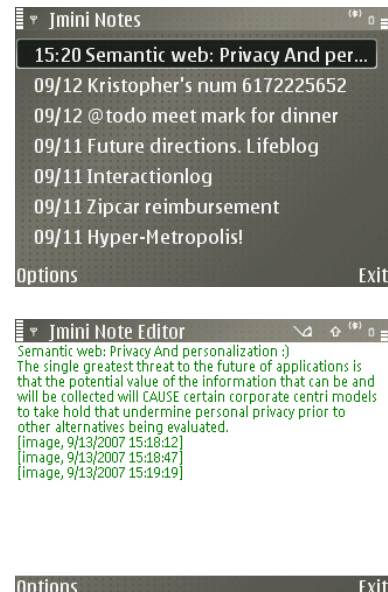 Jmini Notes
15:20 Semantic web: Privacy And per...
09/12 Kristopher's num 6172225652
09/12 @todo meet mark for dinner
09/11 Future directions. Lifeblog
09/11 Interactionlog
09/11 Zipcar reimbursement
09/11 Hyper-Metropolis!
Options Exit
Jmini Note Editor
Semantic web: Privacy And personalization :)
The single greatest threat to the future of applications is
that the potential value of the information that can be and
will be collected will CAUSE certain corporate centri models
to take hold that undermine personal privacy prior to
other alternatives being evaluated.
[image, 9/13/2007 15:18:12]
[image, 9/13/2007 15:18:47]
[image, 9/13/2007 15:19:19]
Options Exit